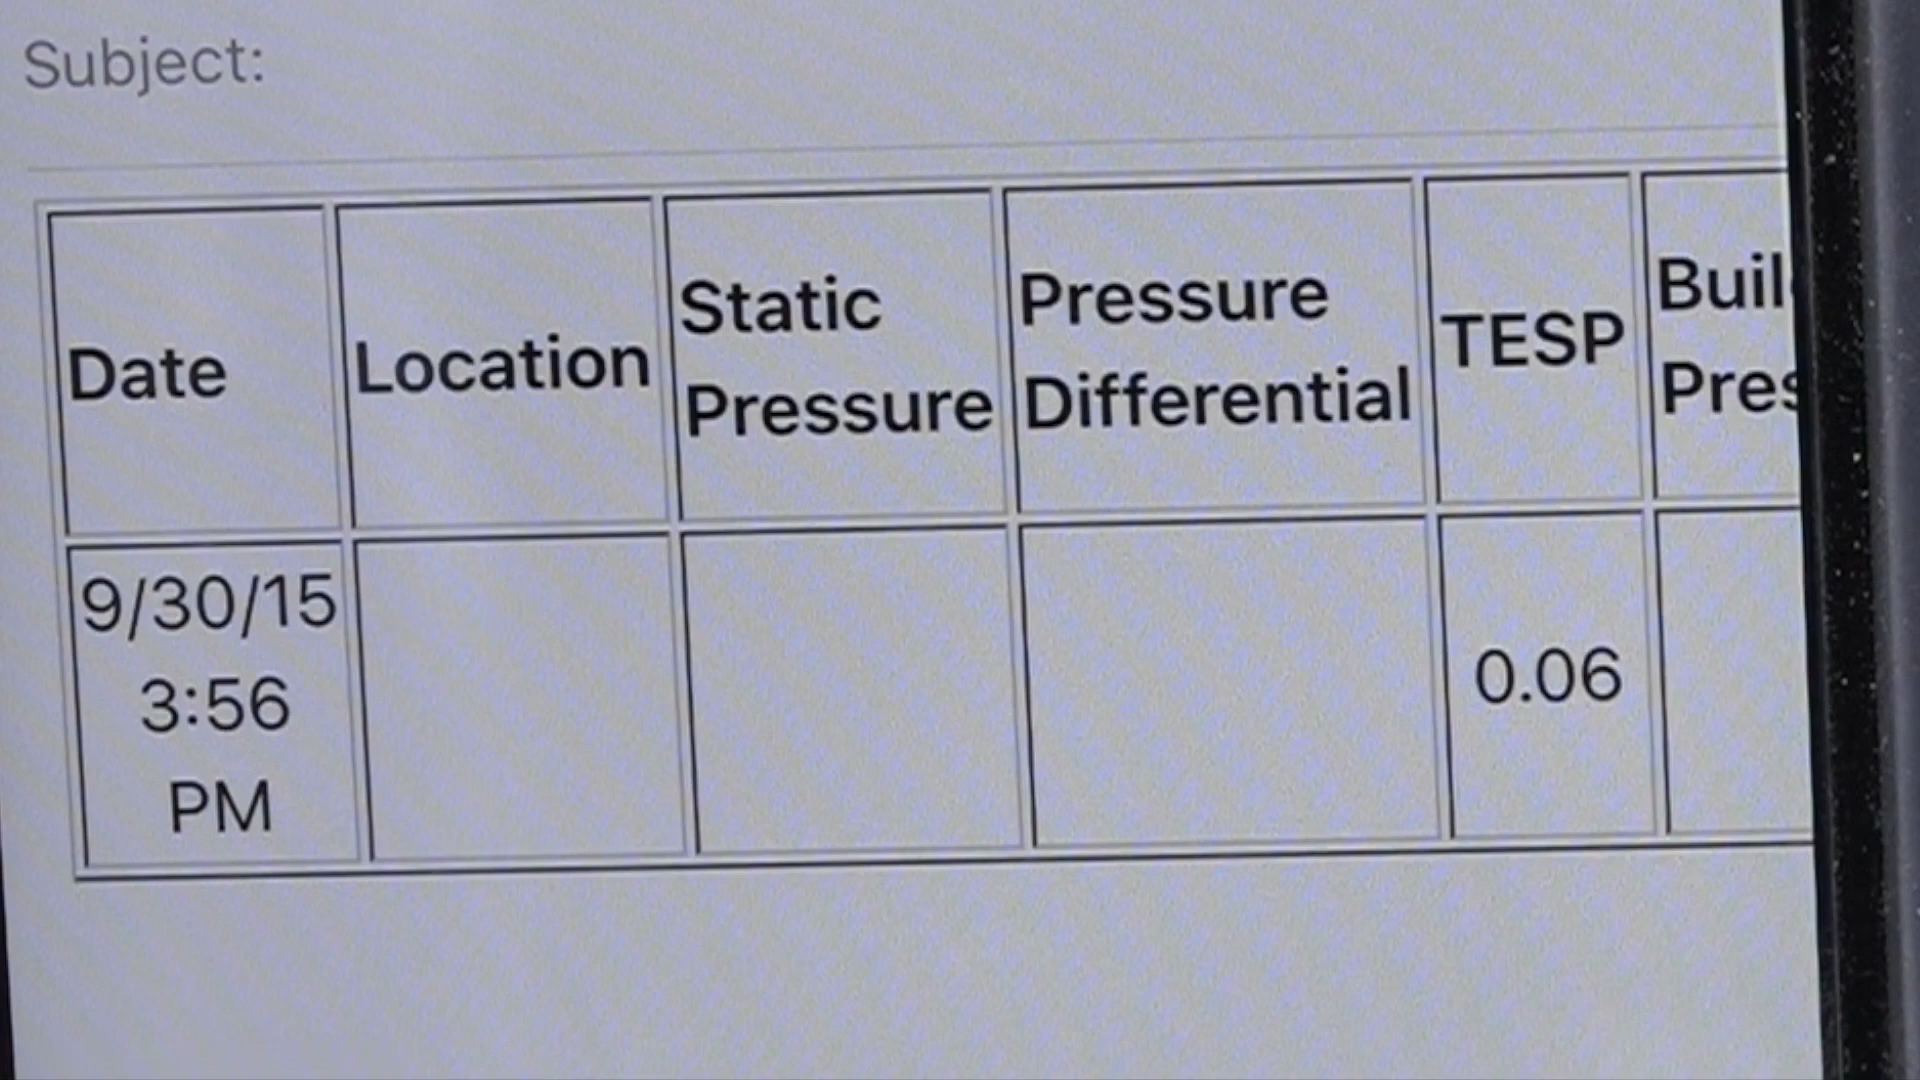 Subject:
Date
Location
Static
Pressure
Pressure
Differential
TESP
9/30/15
3:56
PM
0.06